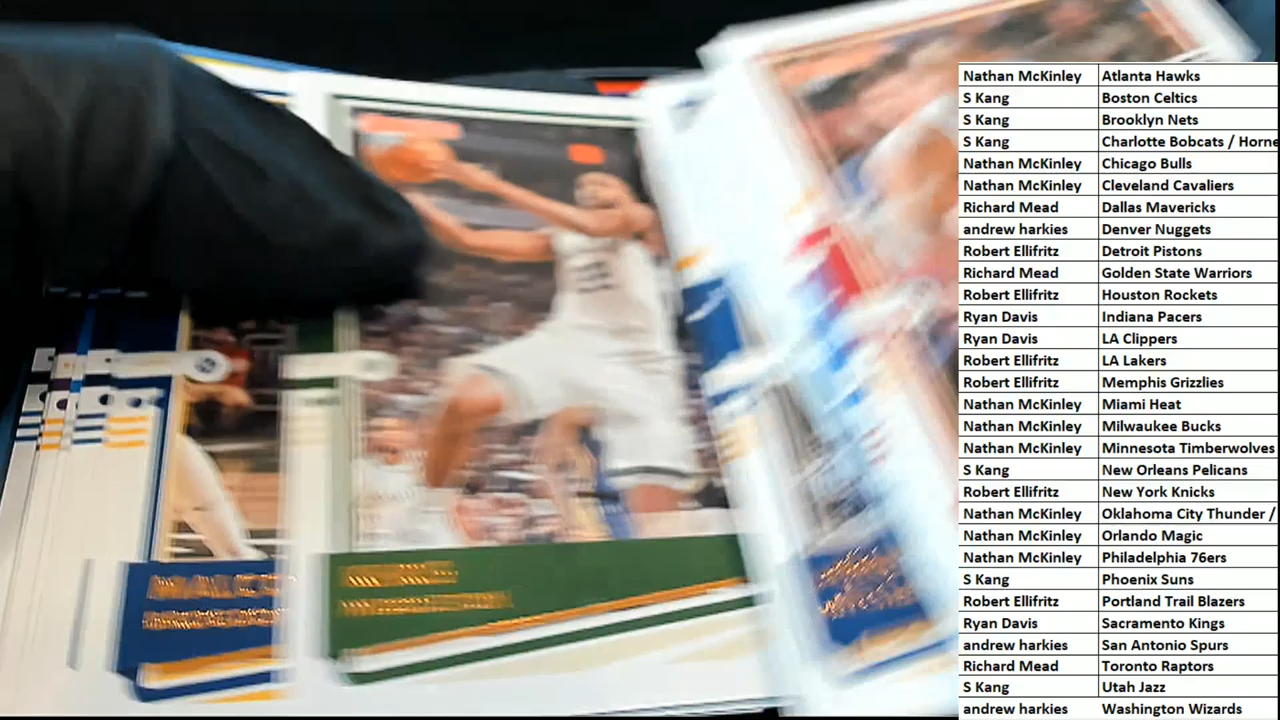 Nathan McKinley Atlanta Hawks
S Kang Boston Celtics
S Kang Brooklyn Nets
S Kang Charlotte Bobcats / Horne
Nathan McKinley Chicago Bulls
Nathan McKinley Cleveland Cavaliers
Richard Mead Dallas Mavericks
andrew harkies Denver Nuggets
Robert Ellifritz Detroit Pistons
Richard Mead Golden State Warriors
Robert Ellifritz Houston Rockets
Ryan Davis Indiana Pacers
Ryan Davis LA Clippers
Robert Ellifritz LA Lakers
Robert Ellifritz Memphis Grizzlies
Nathan McKinley Miami Heat
Nathan McKinley Milwaukee Bucks
Nathan McKinley Minnesota Timberwolves
S Kang New Orleans Pelicans
Robert Ellifritz New York Knicks
Nathan McKinley Oklahoma City Thunder /
Nathan McKinley Orlando Magic
Nathan McKinley Philadelphia 76ers
S Kang Phoenix Suns
Robert Ellifritz Portland Trail Blazers
Ryan Davis Sacramento Kings
andrew harkies San Antonio Spurs
Richard Mead Toronto Raptors
S Kang Utah Jazz
andrew harkies Washington Wizards